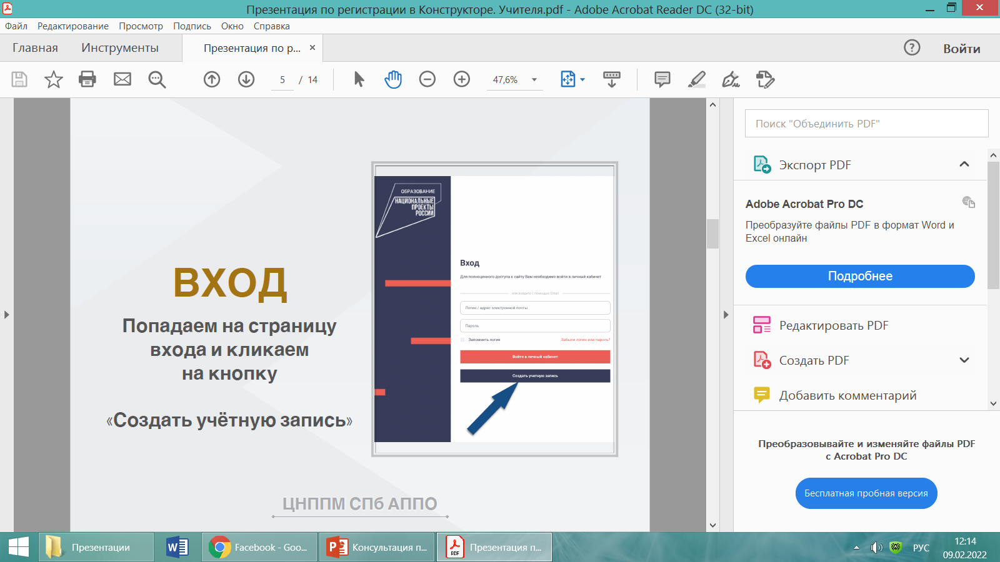 Презентация по регистрации в Конструкторе. Учителя.pdf - Adobe Acrobat Reader DC (32-bit)
Файл Редактирование Просмотр Подпись Окно Справка
Главная Инструменты Презентация по р... Войти
5 / 14 47,6%
Поиск "Объединить PDF"
Экспорт PDF
Adobe Acrobat Pro DC
Преобразуйте файлы PDF в формат Word и
Excel онлайн
Подробнее
Редактировать PDF
Создать PDF
Добавить комментарий
Преобразовывайте и изменяйте файлы PDF
с Acrobat Pro DC
Бесплатная пробная версия
ВХОД
Попадаем на страницу
входа и кликаем
на кнопку
«Создать учётную запись»
ОБРАЗОВАНИЕ
НАЦИОНАЛЬНЫЕ
ПРОЕКТЫ
РОССИИ
Вход
Для полноценного доступа к сайту Вам необходимо войти в личный кабинет
или войдите с помощью Email
Логин / адрес электронной почты
Пароль
Запомнить логин Забыли логин или пароль?
Войти в личный кабинет
Создать учетную запись
ЦНППМ СПб АППО
Презентации
Facebook - Goo...
Консультация п...
PDF
Презентация п...
РУС
12:14
09.02.2022